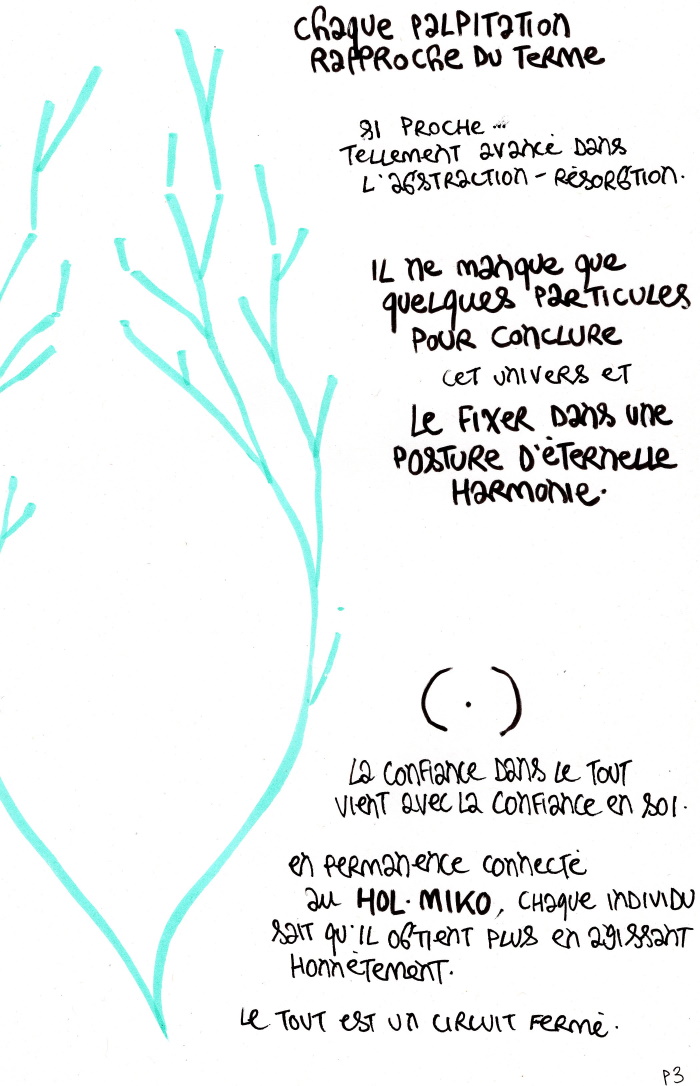 chaque PALPITATION
RAPPROCHE DU TERME
SI PROCHE ...
TELLEMENT avancé DANS
L'ABSTRACTION - RÉSORBTION.
IL ne manque que
quelques PARTICULES
POUR CONCLURE
CET UNIVERS ET
Le FIXER DANS UNE
POSTURE D'ÉTERNELLE
HARMONIE.
( . )
La CONFIANCE DANS Le TOUT
VIENT avec La CONFIANCE en SOI.
en PERMANENCE CONNECTÉ
au HOL·MIKO, CHAQUE INDIVIDU
SAIT qu'IL OBTIENT PLUS en agISSANT
HONNÊTEMENT.
Le TOUT EST UN CIRCUIT FERMÉ.
P3